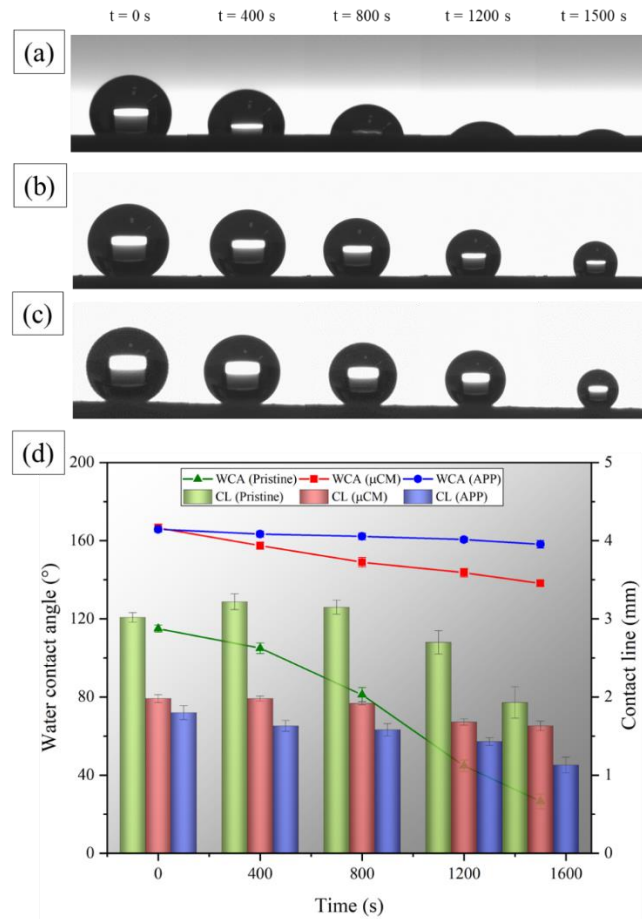 t = 0 s t = 400 s t = 800 s t = 1200 s t = 1500 s
(a)
(b)
(c)
(d)
WCA (Pristine) WCA (μCM) WCA (APP)
CL (Pristine) CL (μCM) CL (APP)
200
160
120
80
40
0
Water contact angle (°)
5
4
3
2
1
0
Contact line (mm)
0 400 800 1200 1600
Time (s)